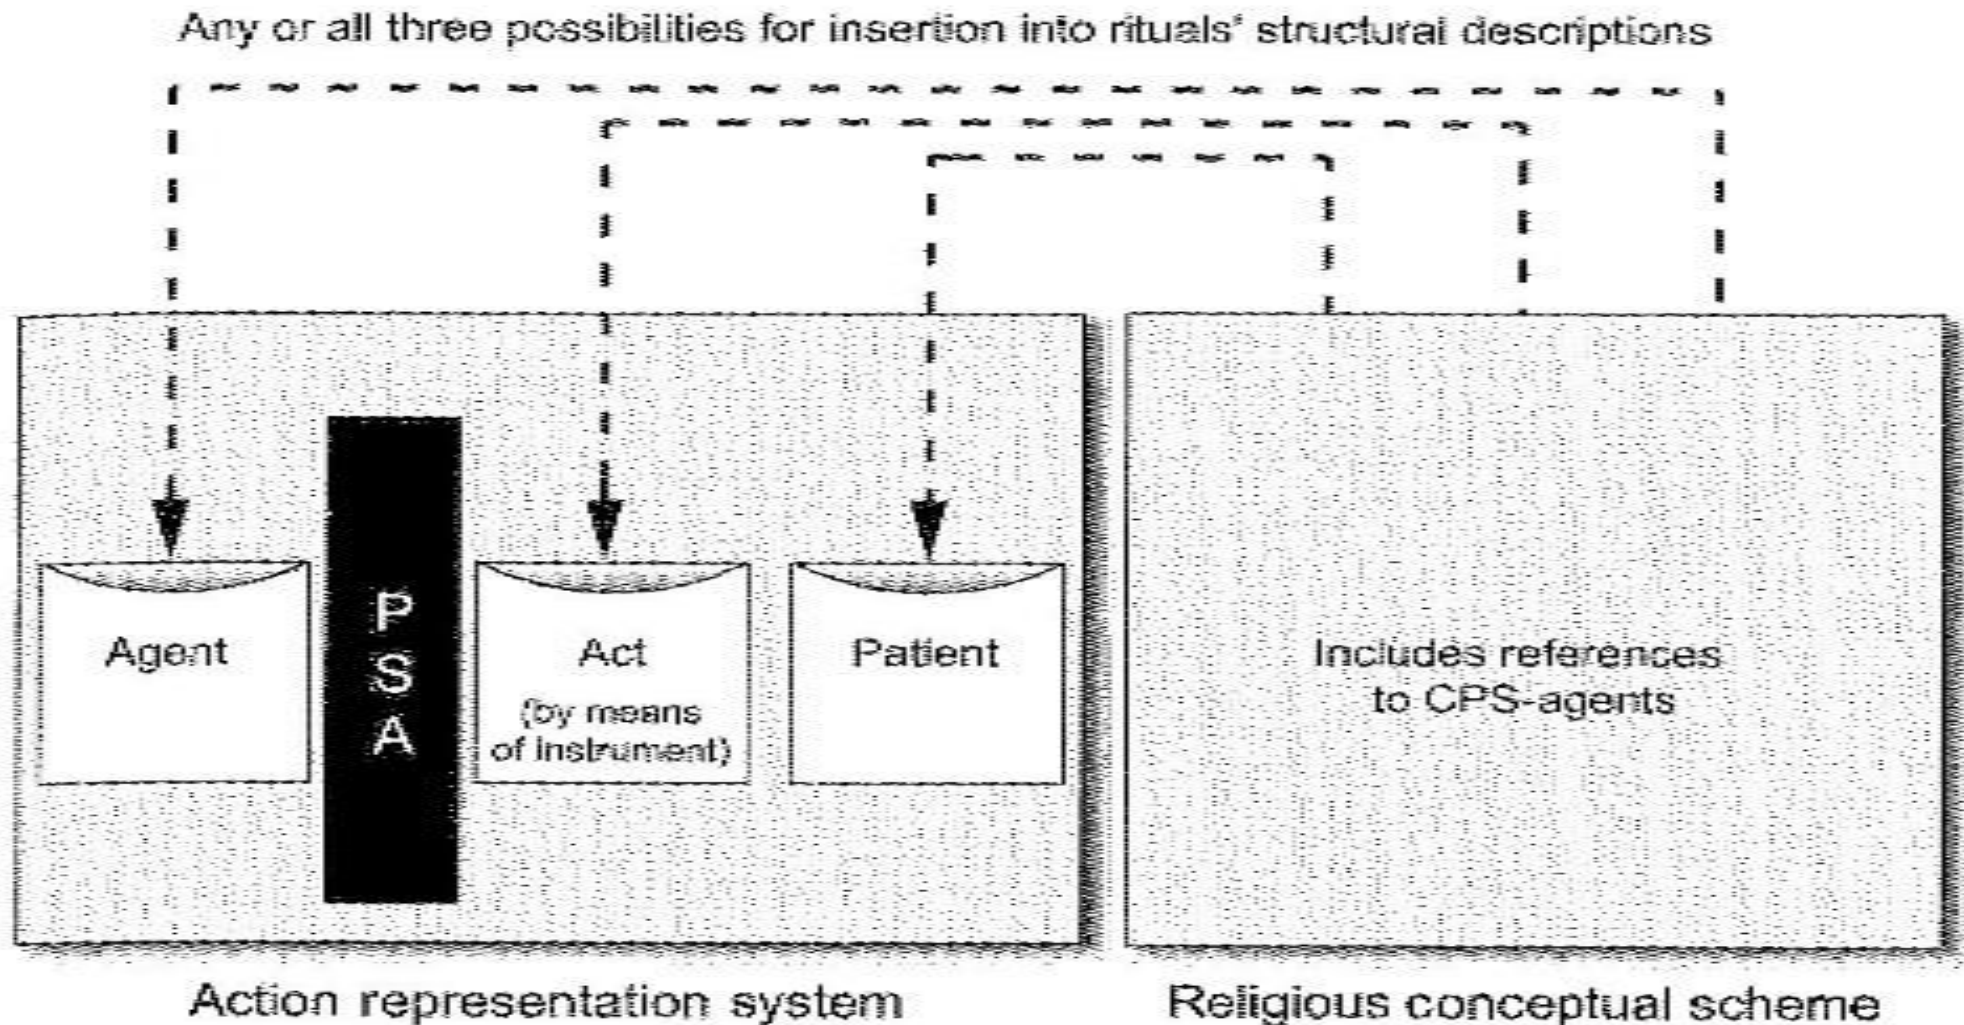 Any or all three possibilities for insertion into rituals' structural descriptions
Agent
P
S
A
Act
(by means
of instrument)
Patient
Includes references
to CPS-agents
Action representation system
Religious conceptual scheme